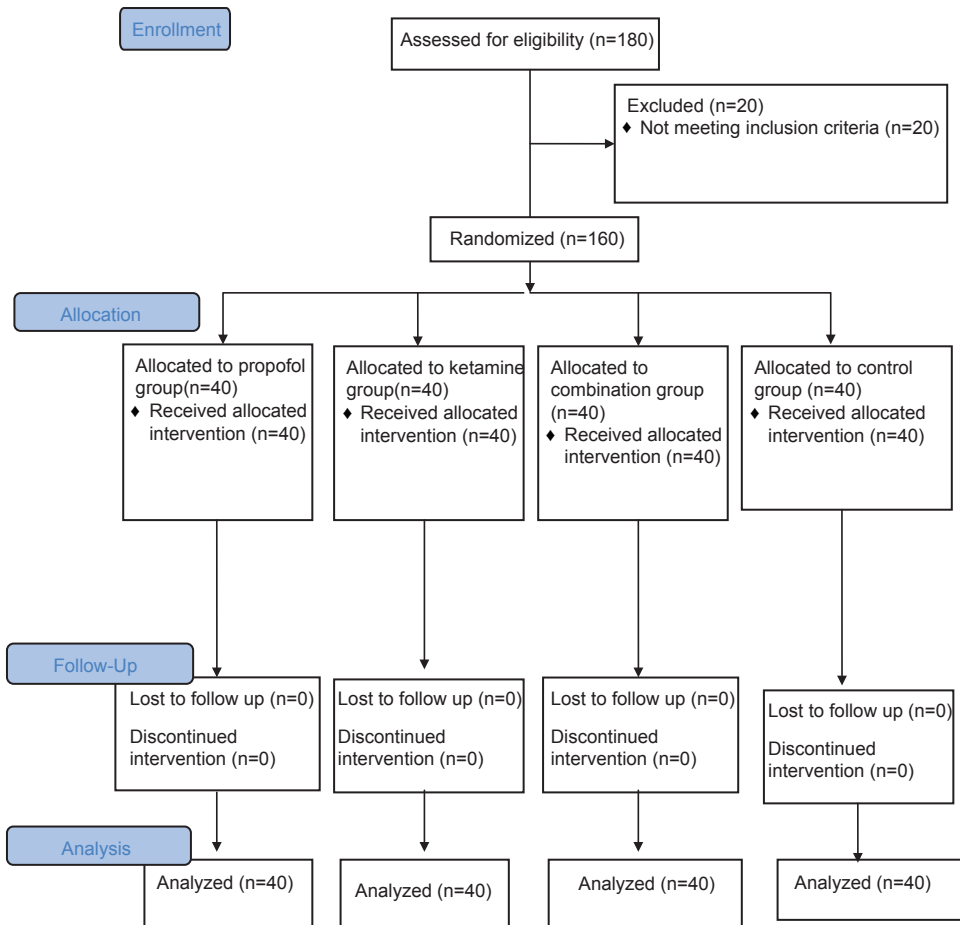 Enrollment
Assessed for eligibility (n=180)
Excluded (n=20)
♦ Not meeting inclusion criteria (n=20)
Randomized (n=160)
Allocation
Allocated to propofol
group(n=40)
♦ Received allocated
intervention (n=40)
Allocated to ketamine
group(n=40)
♦ Received allocated
intervention (n=40)
Allocated to
combination group
(n=40)
♦ Received allocated
intervention (n=40)
Allocated to control
group (n=40)
♦ Received allocated
intervention (n=40)
Follow-Up
Lost to follow up (n=0)
Discontinued
intervention (n=0)
Lost to follow up (n=0)
Discontinued
intervention (n=0)
Lost to follow up (n=0)
Discontinued
intervention (n=0)
Lost to follow up (n=0)
Discontinued
intervention (n=0)
Analysis
Analyzed (n=40)
Analyzed (n=40)
Analyzed (n=40)
Analyzed (n=40)